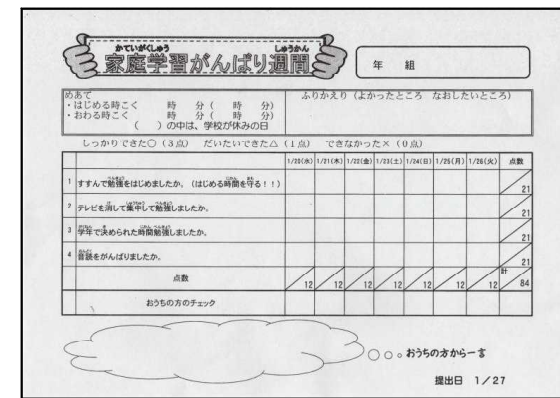 かていがくしゅう しゅうかん
家庭学習がんばり週間
年 組
めあて
・はじめる時こく 時 分( 時 分)
・おわる時こく 時 分( 時 分)
( )の中は、学校が休みの日
ふりかえり(よかったところ なおしたいところ)
しっかりできた○(3点) だいたいできた△(1点) できなかった×(0点)
1/20(水) 1/21(木) 1/22(金) 1/23(土) 1/24(日) 1/25(月) 1/26(火) 点数
1 すすんで勉強をはじめましたか。(はじめる時間を守る!!) 21
2 テレビを消して集中して勉強しましたか。 21
3 学年で決められた時間勉強しましたか。 21
4 音読をがんばりましたか。 21
点数 12 12 12 12 12 12 12 計 84
おうちの方のチェック
おうちの方から一言
提出日 1/27